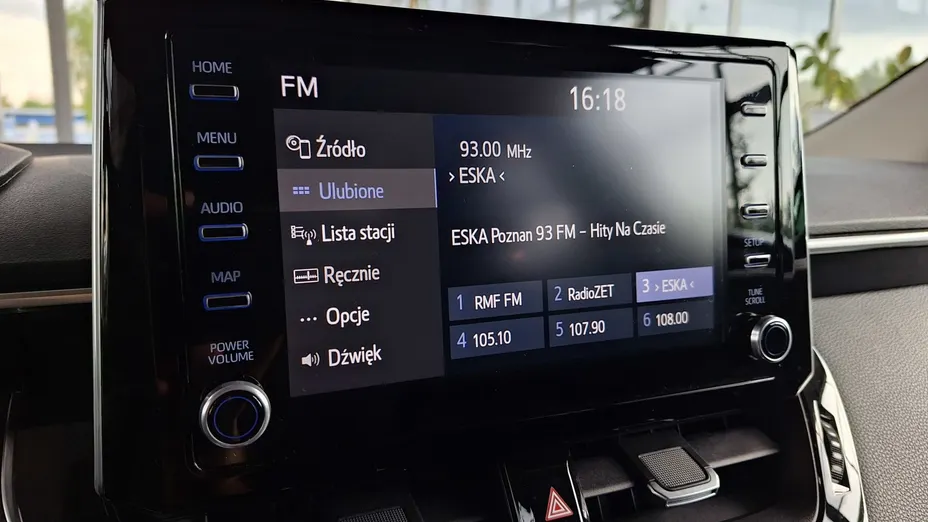 HOME
MENU
AUDIO
MAP
POWER
VOLUME
FM
16:18
Źródło
Ulubione
Lista stacji
Ręcznie
Opcje
Dźwięk
93.00 MHz
› ESKA ‹
ESKA Poznan 93 FM – Hity Na Czasie
1 RMF FM
2 RadioZET
3 › ESKA ‹
4 105.10
5 107.90
6 108.00
SETUP
TUNE
SCROLL